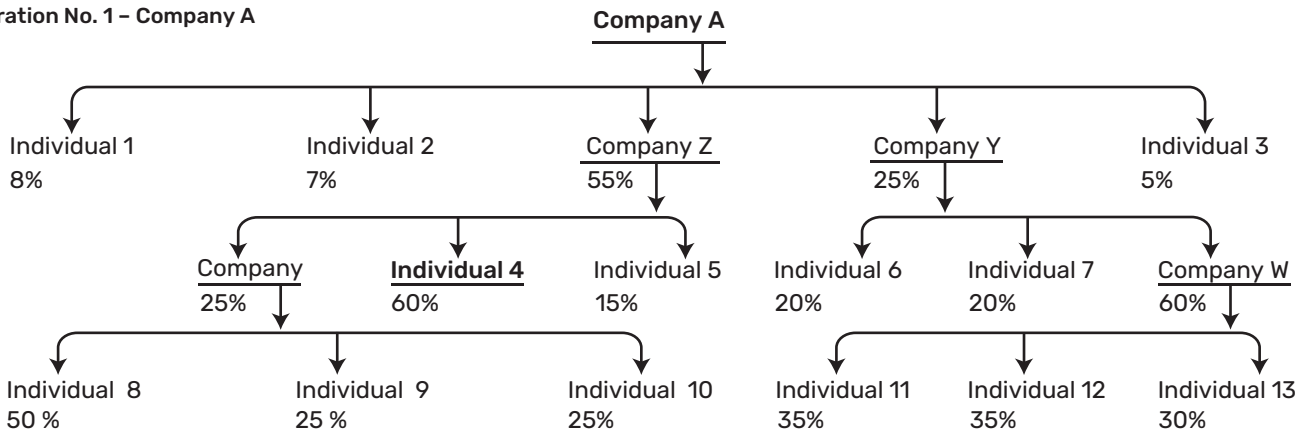 ration No. 1 – Company A
Company A
Individual 1
8%
Individual 2
7%
Company Z
55%
Company Y
25%
Individual 3
5%
Company
25%
Individual 4
60%
Individual 5
15%
Individual 6
20%
Individual 7
20%
Company W
60%
Individual 8
50 %
Individual 9
25 %
Individual 10
25%
Individual 11
35%
Individual 12
35%
Individual 13
30%